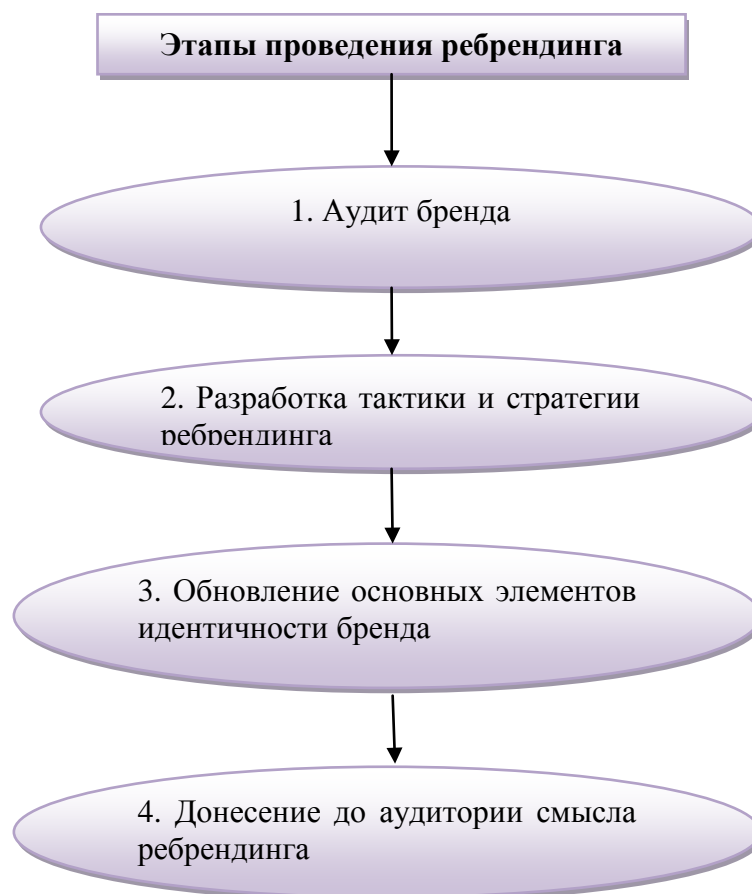 Этапы проведения ребрендинга
1. Аудит бренда
2. Разработка тактики и стратегии
ребрендинга
3. Обновление основных элементов
идентичности бренда
4. Донесение до аудитории смысла
ребрендинга